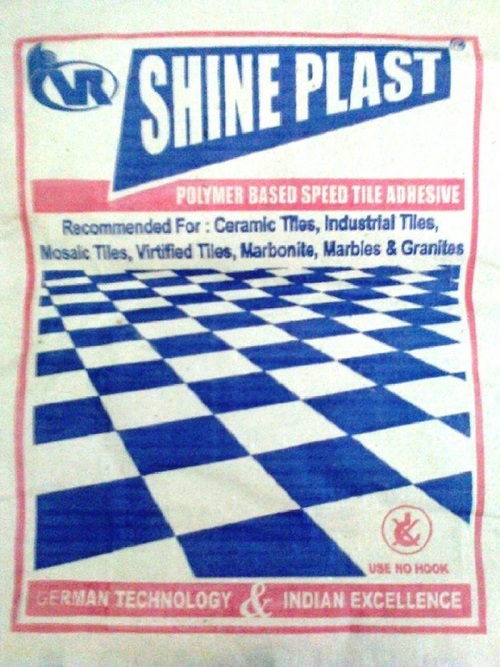 VR
SHINE PLAST
®
POLYMER BASED SPEED TILE ADHESIVE
Recommended For : Ceramic Tiles, Industrial Tiles,
Mosaic Tiles, Virtified Tiles, Marbonite, Marbles & Granites
USE NO HOOK
GERMAN TECHNOLOGY & INDIAN EXCELLENCE